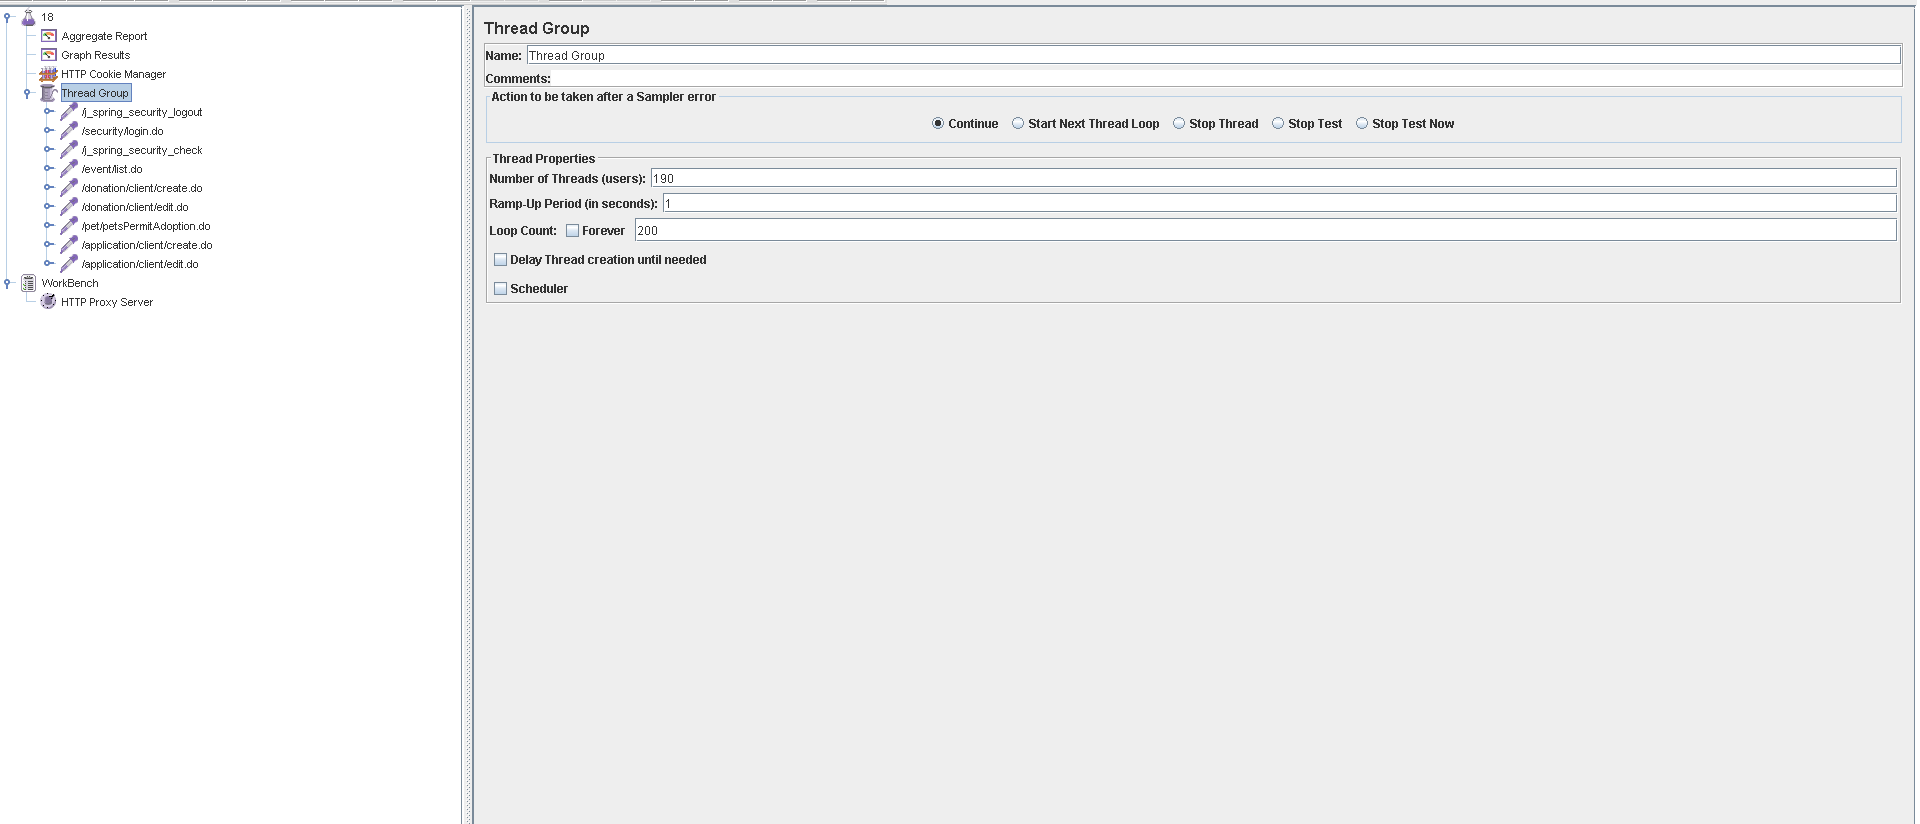 18
Aggregate Report
Graph Results
HTTP Cookie Manager
Thread Group
/j_spring_security_logout
/security/login.do
/j_spring_security_check
/event/list.do
/donation/client/create.do
/donation/client/edit.do
/pet/petsPermitAdoption.do
/application/client/create.do
/application/client/edit.do
WorkBench
HTTP Proxy Server
Thread Group
Name: Thread Group
Comments:
Action to be taken after a Sampler error
Continue Start Next Thread Loop Stop Thread Stop Test Stop Test Now
Thread Properties
Number of Threads (users): 190
Ramp-Up Period (in seconds): 1
Loop Count: Forever 200
Delay Thread creation until needed
Scheduler